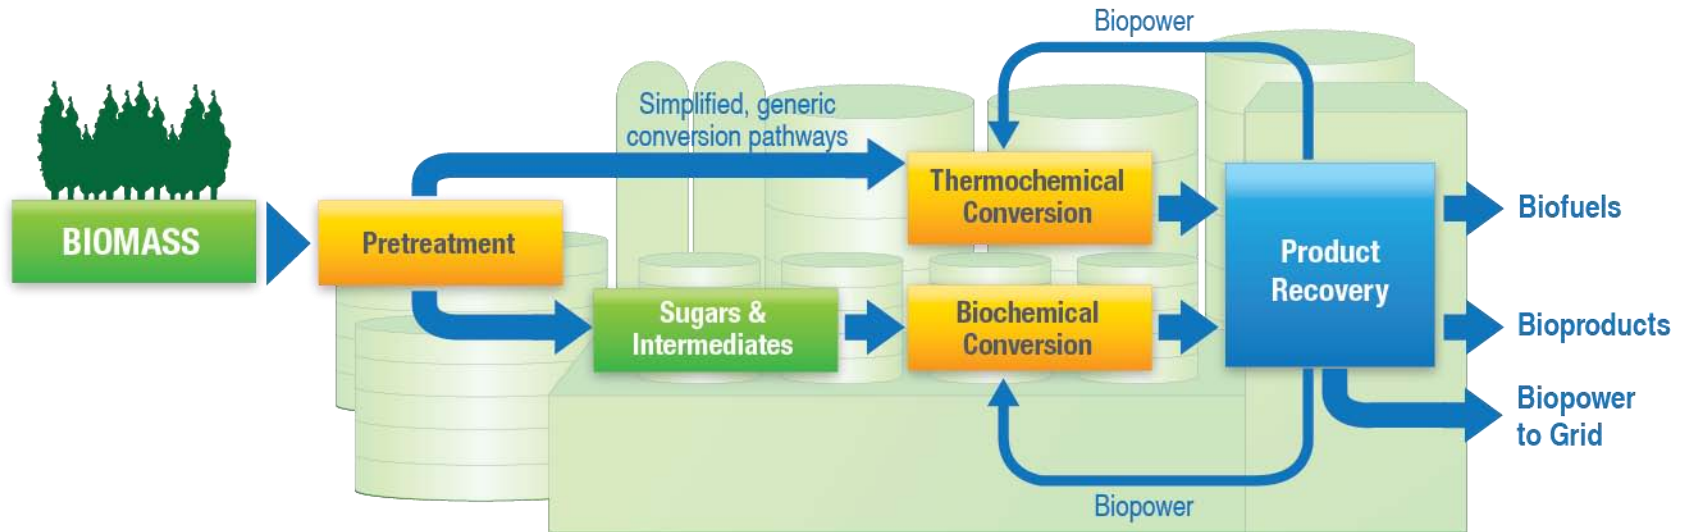 Biopower
Simplified, generic
conversion pathways
BIOMASS
Pretreatment
Thermochemical
Conversion
Sugars &
Intermediates
Biochemical
Conversion
Product
Recovery
Biofuels
Bioproducts
Biopower
to Grid
Biopower